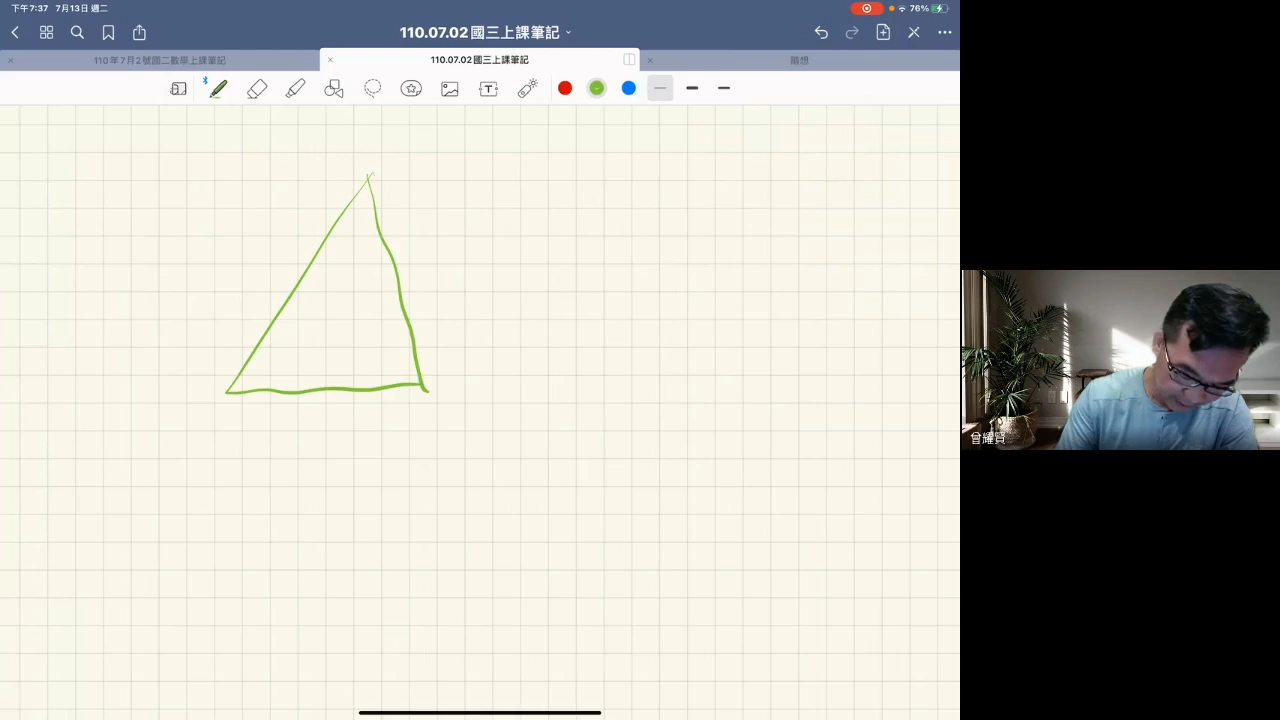 下午7:37 7月13日 週二
76%
110.07.02國三上課筆記
110年7月2號國二數學上課筆記
110.07.02國三上課筆記
隨想
T
曾耀賢